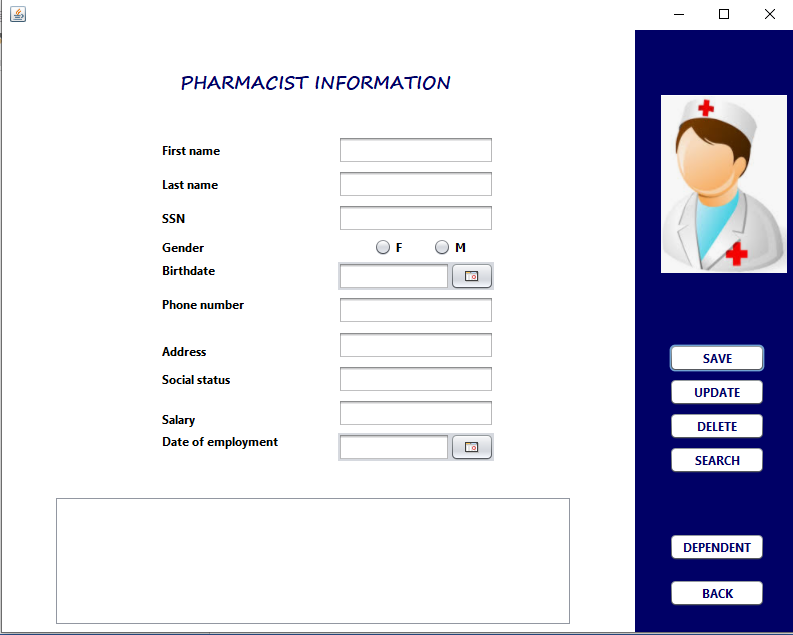 PHARMACIST INFORMATION
First name
Last name
SSN
Gender F M
Birthdate
Phone number
Address
Social status
Salary
Date of employment
SAVE
UPDATE
DELETE
SEARCH
DEPENDENT
BACK